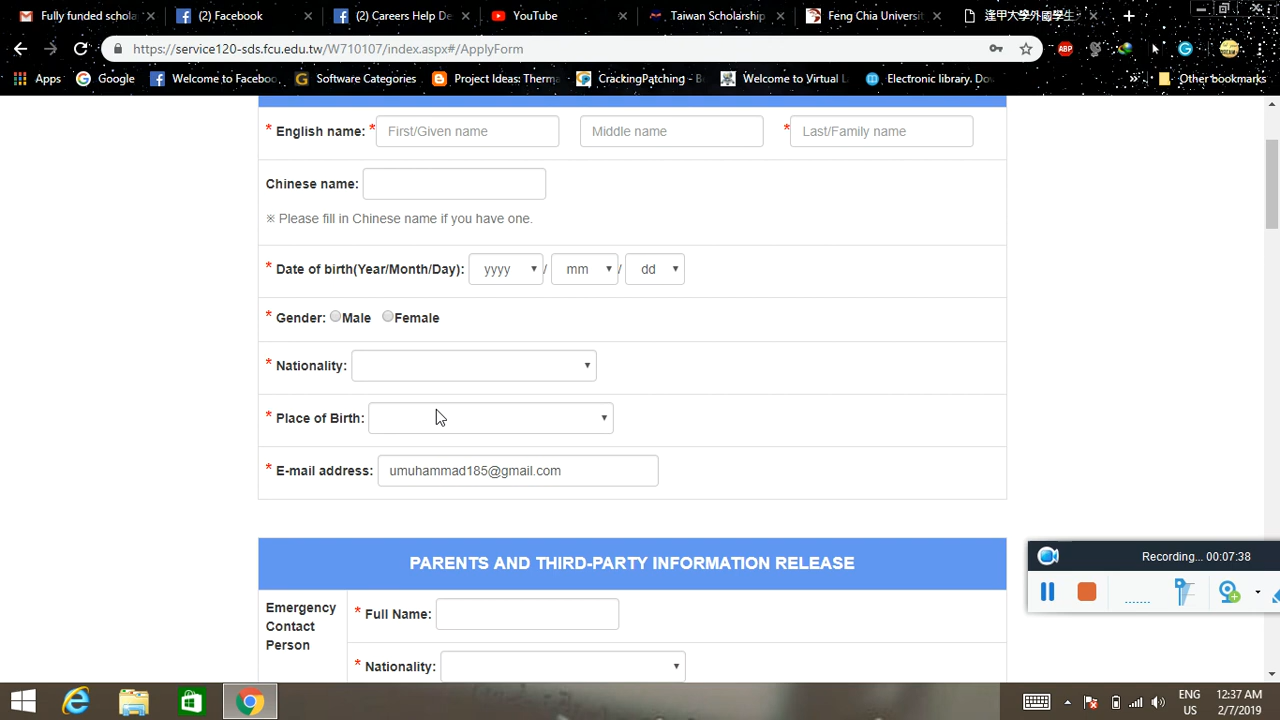 Fully funded schola
(2) Facebook
(2) Careers Help De
YouTube
Taiwan Scholarship
Feng Chia Universit
逢甲大學外國學生
https://service120-sds.fcu.edu.tw/W710107/index.aspx#/ApplyForm
ABP
Apps
Google
Welcome to Faceboo
Software Categories
Project Ideas: Therma
CrackingPatching - B
Welcome to Virtual L
Electronic library. Do
Other bookmarks
* English name: * First/Given name Middle name * Last/Family name
Chinese name:
※ Please fill in Chinese name if you have one.
* Date of birth(Year/Month/Day): yyyy / mm / dd
* Gender: Male Female
* Nationality:
* Place of Birth:
* E-mail address: umuhammad185@gmail.com
PARENTS AND THIRD-PARTY INFORMATION RELEASE
Emergency
Contact
Person
* Full Name:
* Nationality:
Recording... 00:07:38
ENG
US
12:37 AM
2/7/2019